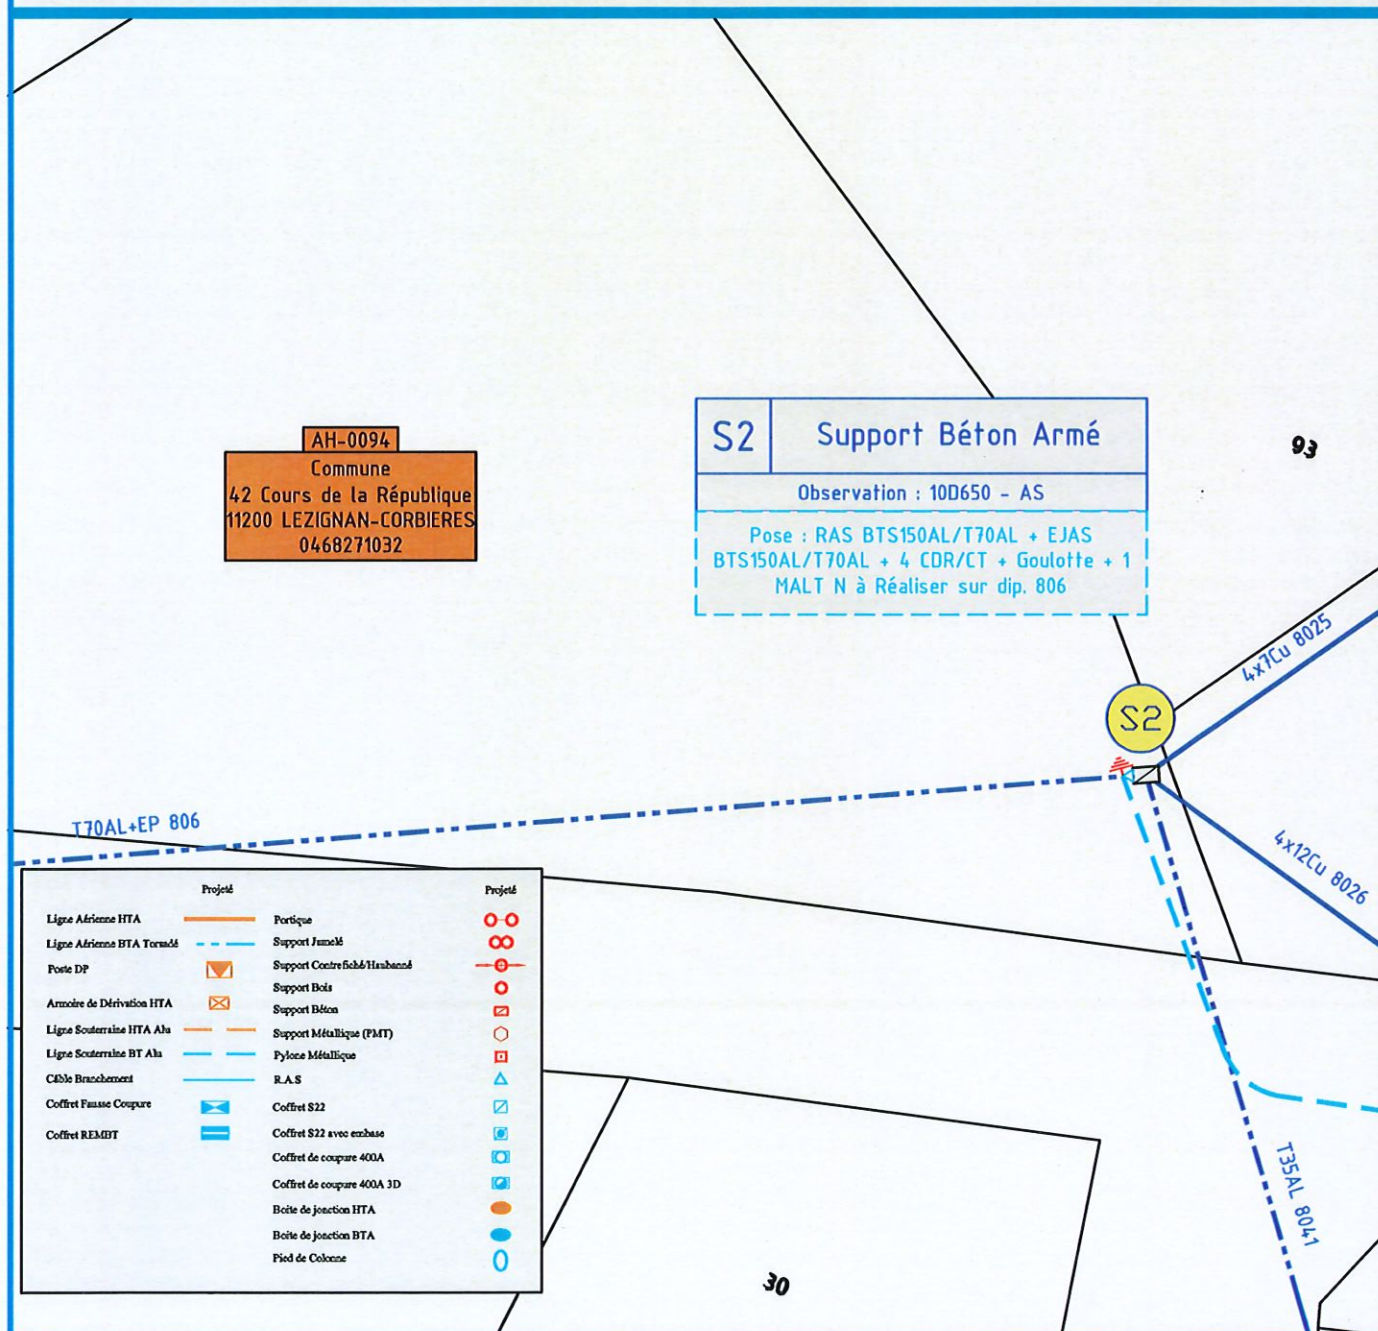 AH-0094
Commune
42 Cours de la République
11200 LEZIGNAN-CORBIERES
0468271032
S2
Support Béton Armé
Observation : 10D650 - AS
Pose : RAS BTS150AL/T70AL + EJAS
BTS150AL/T70AL + 4 CDR/CT + Goulotte + 1
MALT N à Réaliser sur dip. 806
93
4x7Cu 8025
S2
T70AL+EP 806
4x12Cu 8026
T35AL 8041
30
Projeté
Ligne Aérienne HTA
Ligne Aérienne BTA Torsadé
Poste DP
Armoire de Dérivation HTA
Ligne Souterraine HTA Alu
Ligne Souterraine BT Alu
Câble Branchement
Coffret Fausse Coupure
Coffret REMBT
Projeté
Portique
Support Jumelé
Support Contrefiché/Haubanné
Support Bois
Support Béton
Support Métallique (PMT)
Pylone Métallique
R.A.S
Coffret S22
Coffret S22 avec embase
Coffret de coupure 400A
Coffret de coupure 400A 3D
Boite de jonction HTA
Boite de jonction BTA
Pied de Colonne